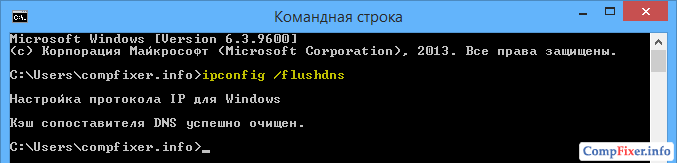 Командная строка
Microsoft Windows [Version 6.3.9600]
(c) Корпорация Майкрософт (Microsoft Corporation), 2013. Все права защищены.
C:\Users\compfixer.info>ipconfig /flushdns
Настройка протокола IP для Windows
Кэш сопоставителя DNS успешно очищен.
C:\Users\compfixer.info>_
CompFixer.info